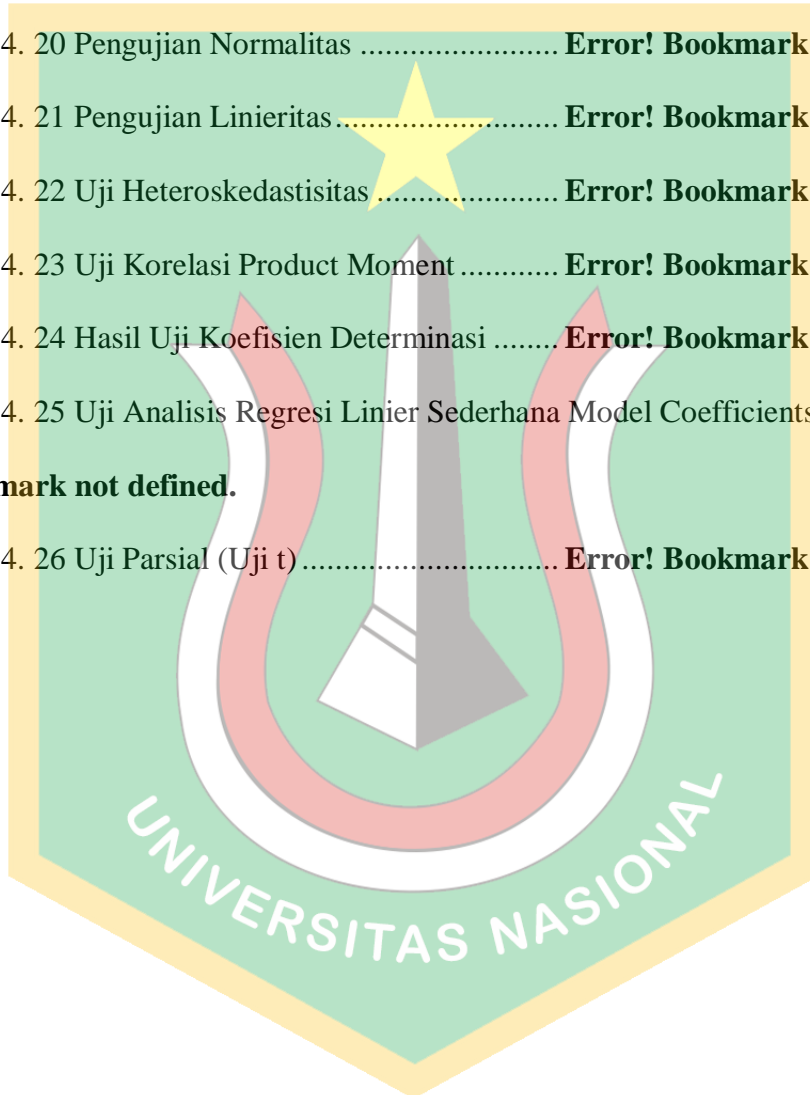 4. 20 Pengujian Normalitas ........................ Error! Bookmark
4. 21 Pengujian Linieritas........................... Error! Bookmark
4. 22 Uji Heteroskedastisitas ..................... Error! Bookmark
4. 23 Uji Korelasi Product Moment ............ Error! Bookmark
4. 24 Hasil Uji Koefisien Determinasi ........ Error! Bookmark
4. 25 Uji Analisis Regresi Linier Sederhana Model Coefficients
mark not defined.
4. 26 Uji Parsial (Uji t) ............................... Error! Bookmark
UNIVERSITAS NASIONAL